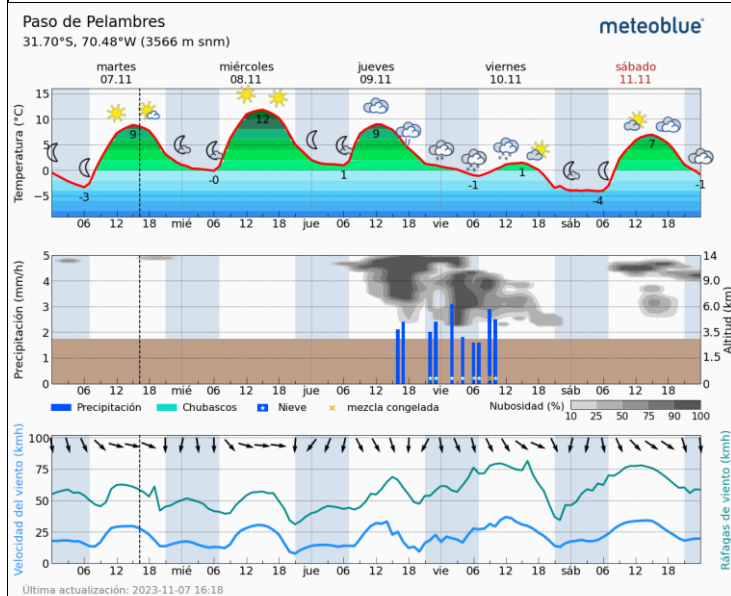 Paso de Pelambres
meteoblue
31.70°S, 70.48°W (3566 m snm)
martes miércoles jueves viernes sábado
07.11 08.11 09.11 10.11 11.11
Temperatura (°C)
15
10
5
0
−5
9 12 9 1 7
-3 -0 1 -1 -4 -1
06 12 18 mié 06 12 18 jue 06 12 18 vie 06 12 18 sáb 06 12 18
Precipitación (mm/h)
5
4
3
2
1
0
14
9.0
6.0
3.5
1.5
0
Altitud (km)
06 12 18 mié 06 12 18 jue 06 12 18 vie 06 12 18 sáb 06 12 18
Precipitación Chubascos Nieve mezcla congelada Nubosidad (%)
10 25 50 75 90 100
Velocidad del viento (kmh)
100
75
50
25
0
Ráfagas de viento (kmh)
06 12 18 mié 06 12 18 jue 06 12 18 vie 06 12 18 sáb 06 12 18
Última actualización: 2023-11-07 16:18